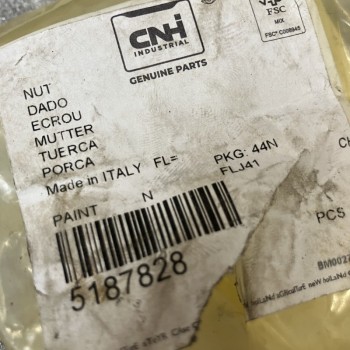 CNH
INDUSTRIAL
GENUINE PARTS
FSC
MIX
NUT
DADO
ECROU
MUTTER
TUERCA
PORCA
Made in ITALY FL=
PKG: 44N
FLJ41
PAINT N
5187828
PCS